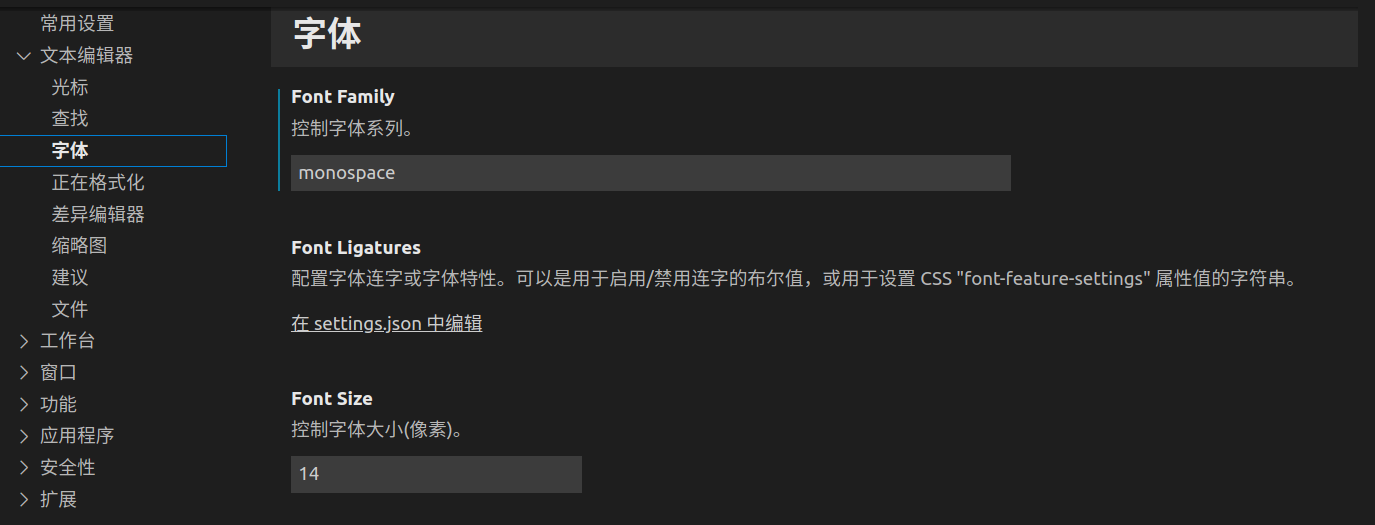 常用设置
文本编辑器
光标
查找
字体
正在格式化
差异编辑器
缩略图
建议
文件
工作台
窗口
功能
应用程序
安全性
扩展
字体
Font Family
控制字体系列。
monospace
Font Ligatures
配置字体连字或字体特性。可以是用于启用/禁用连字的布尔值，或用于设置 CSS "font-feature-settings" 属性值的字符串。
在 settings.json 中编辑
Font Size
控制字体大小(像素)。
14